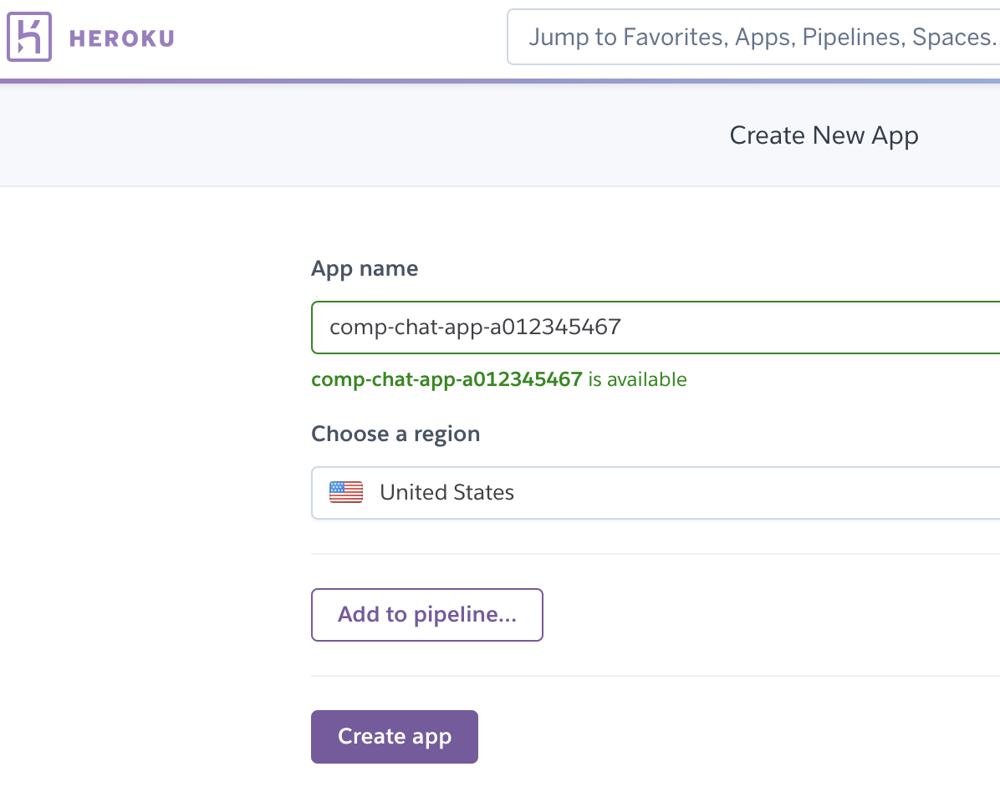 HEROKU
Jump to Favorites, Apps, Pipelines, Spaces..
Create New App
App name
comp-chat-app-a012345467
comp-chat-app-a012345467 is available
Choose a region
United States
Add to pipeline...
Create app